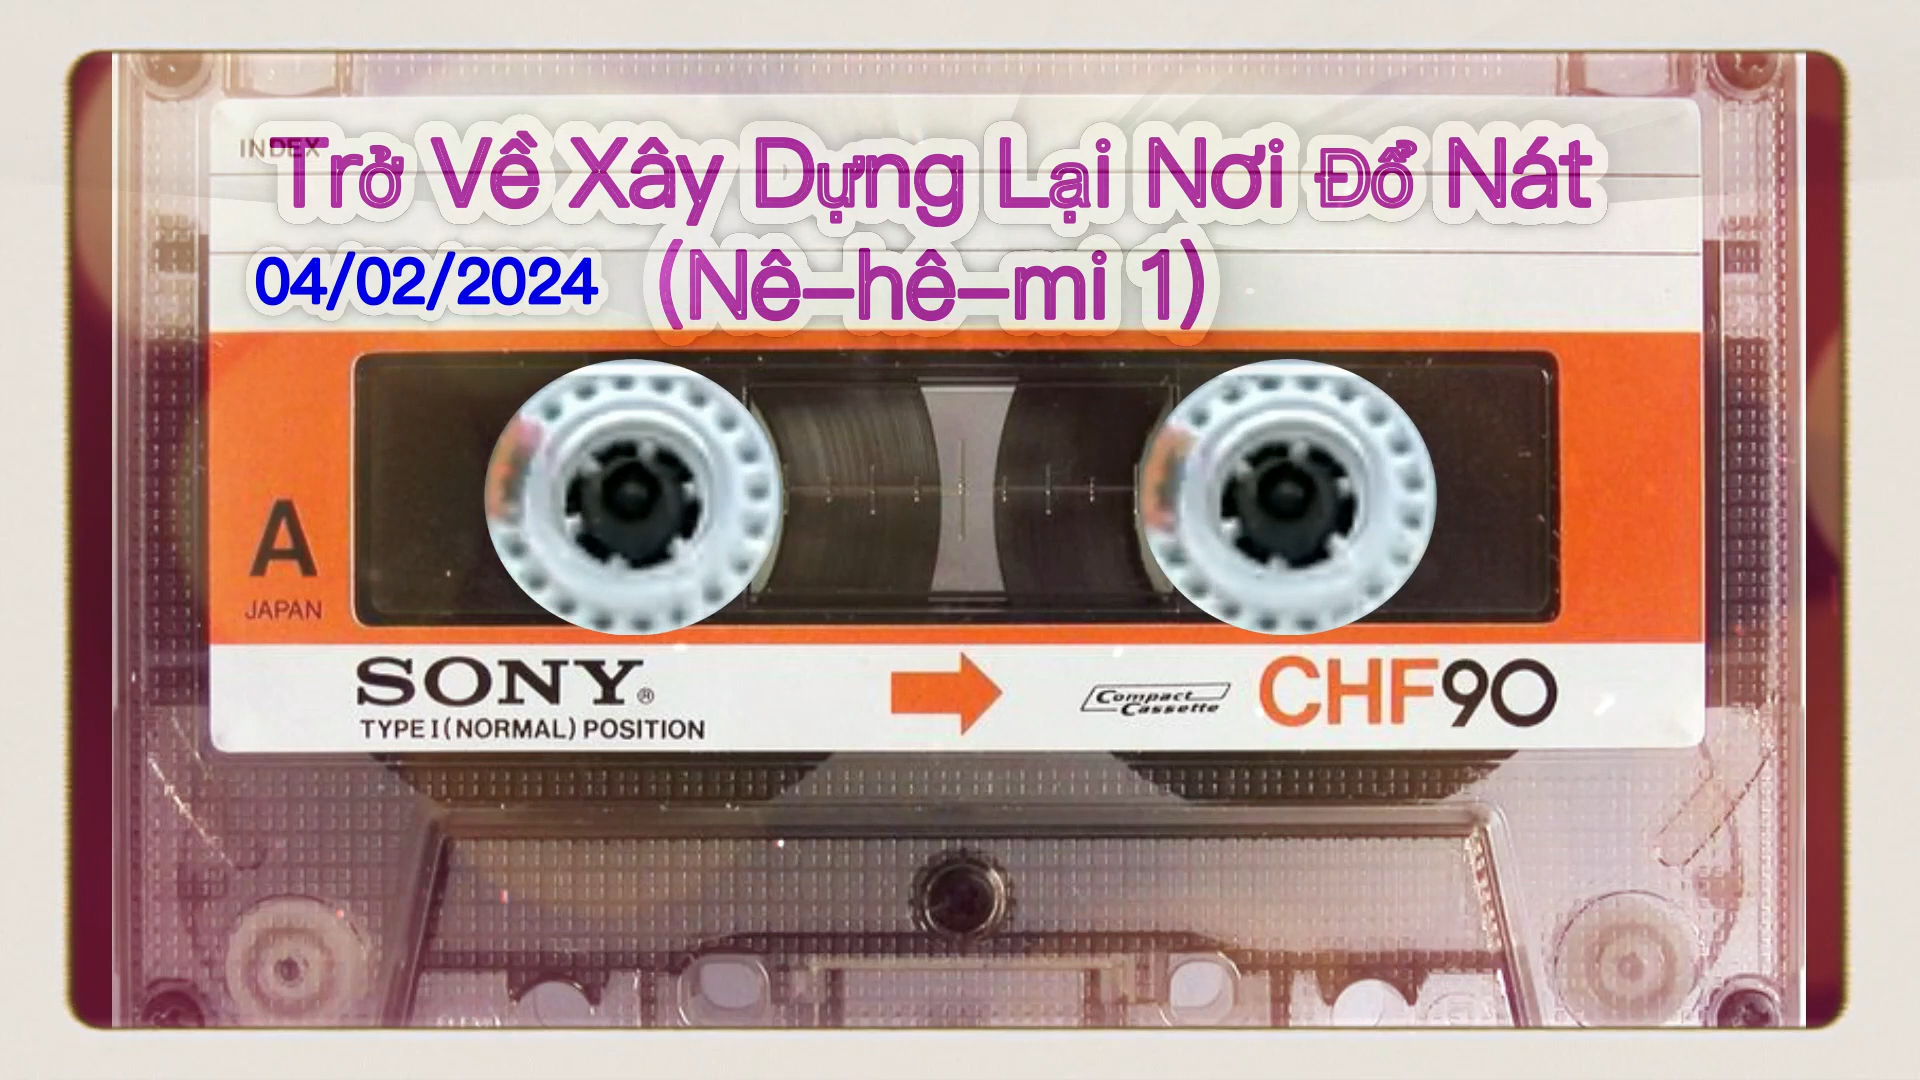 INDEX
Trở Về Xây Dựng Lại Nơi Đổ Nát
04/02/2024 (Nê-hê-mi 1)
A
JAPAN
SONY®
TYPE I (NORMAL) POSITION
Compact
Cassette
CHF90